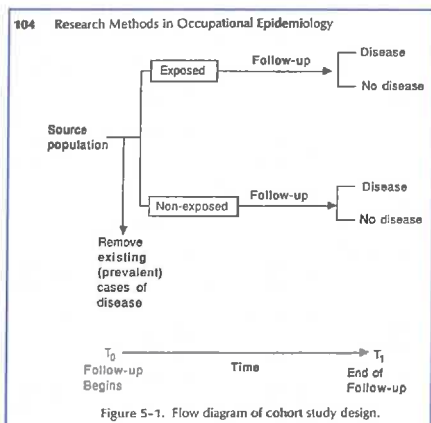 104 Research Methods in Occupational Epidemiology
Exposed
Follow-up
Disease
No disease
Source
population
Non-exposed
Follow-up
Disease
No disease
Remove
existing
(prevalent)
cases of
disease
T0
Time
T1
Follow-up
Begins
End of
Follow-up
Figure 5-1. Flow diagram of cohort study design.